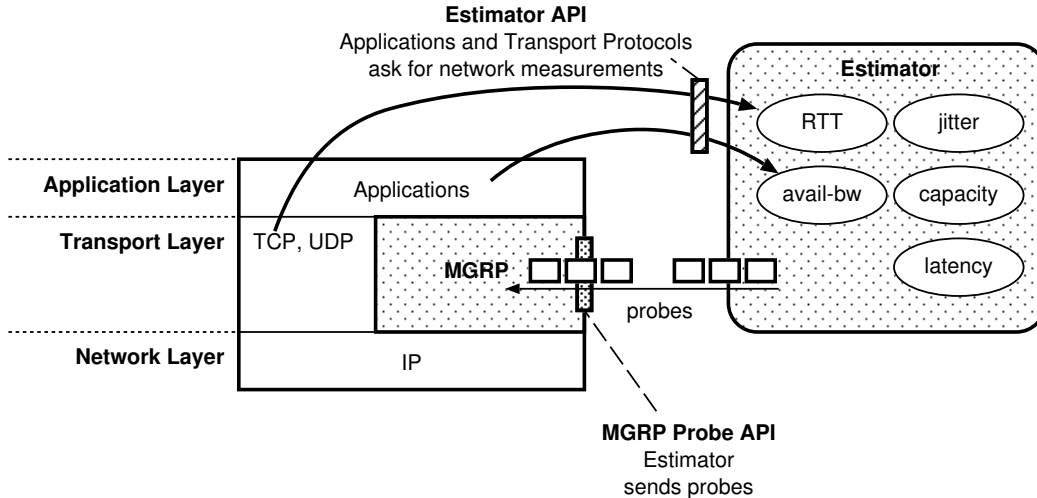 Estimator API
Applications and Transport Protocols
ask for network measurements
Estimator
RTT
jitter
Application Layer
Applications
avail-bw
capacity
Transport Layer
TCP, UDP
MGRP
latency
probes
Network Layer
IP
MGRP Probe API
Estimator
sends probes